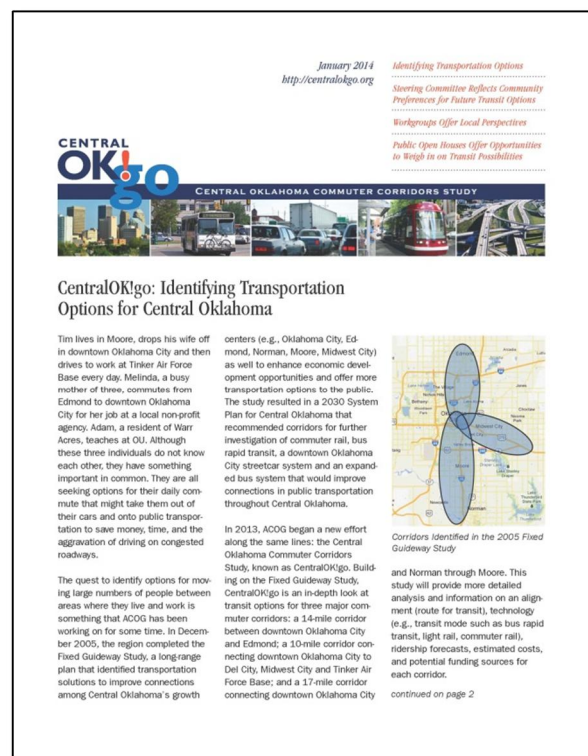 January 2014
http://centralokgo.org
Identifying Transportation Options
Steering Committee Reflects Community
Preferences for Future Transit Options
Workgroups Offer Local Perspectives
Public Open Houses Offer Opportunities
to Weigh in on Transit Possibilities
CENTRAL
OK!go
CENTRAL OKLAHOMA COMMUTER CORRIDORS STUDY
CentralOK!go: Identifying Transportation
Options for Central Oklahoma
Tim lives in Moore, drops his wife off
in downtown Oklahoma City and then
drives to work at Tinker Air Force
Base every day. Melinda, a busy
mother of three, commutes from
Edmond to downtown Oklahoma
City for her job at a local non-profit
agency. Adam, a resident of Warr
Acres, teaches at OU. Although
these three individuals do not know
each other, they have something
important in common. They are all
seeking options for their daily com-
mute that might take them out of
their cars and onto public transpor-
tation to save money, time, and the
aggravation of driving on congested
roadways.
The quest to identify options for mov-
ing large numbers of people between
areas where they live and work is
something that ACOG has been
working on for some time. In Decem-
ber 2005, the region completed the
Fixed Guideway Study, a long-range
plan that identified transportation
solutions to improve connections
among Central Oklahoma's growth
centers (e.g., Oklahoma City, Ed-
mond, Norman, Moore, Midwest City)
as well to enhance economic devel-
opment opportunities and offer more
transportation options to the public.
The study resulted in a 2030 System
Plan for Central Oklahoma that
recommended corridors for further
investigation of commuter rail, bus
rapid transit, a downtown Oklahoma
City streetcar system and an expand-
ed bus system that would improve
connections in public transportation
throughout Central Oklahoma.
In 2013, ACOG began a new effort
along the same lines: the Central
Oklahoma Commuter Corridors
Study, known as CentralOK!go. Build-
ing on the Fixed Guideway Study,
CentralOK!go is an in-depth look at
transit options for three major com-
muter corridors: a 14-mile corridor
between downtown Oklahoma City
and Edmond; a 10-mile corridor con-
necting downtown Oklahoma City to
Del City, Midwest City and Tinker Air
Force Base; and a 17-mile corridor
connecting downtown Oklahoma City
Edmond
Bethany
Midwest City
Moore
Norman
Corridors Identified in the 2005 Fixed
Guideway Study
and Norman through Moore. This
study will provide more detailed
analysis and information on an align-
ment (route for transit), technology
(e.g., transit mode such as bus rapid
transit, light rail, commuter rail),
ridership forecasts, estimated costs,
and potential funding sources for
each corridor.
continued on page 2